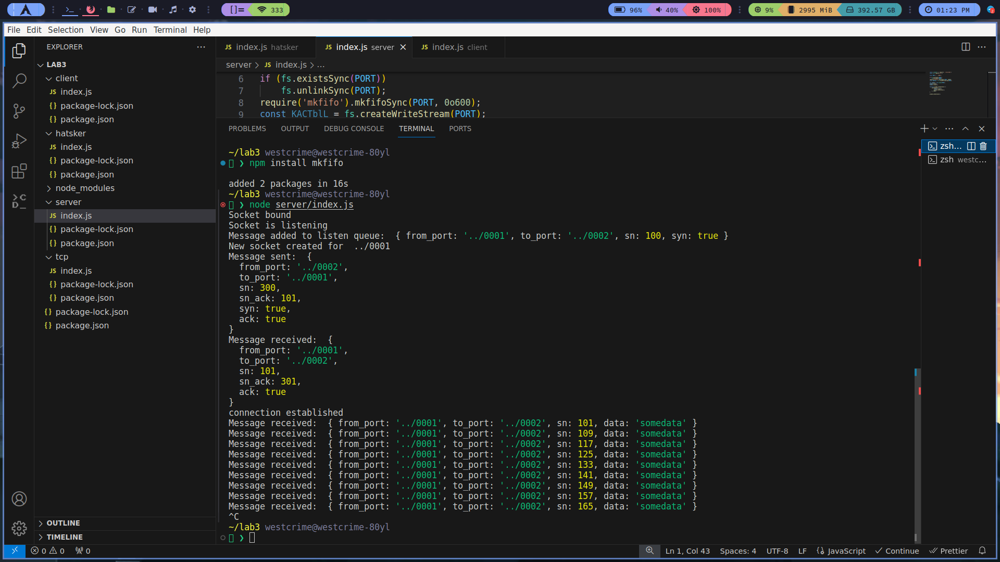 []= 333
96% 40% 100%
9% 2995 MiB 392.57 GB
01:23 PM
2
File Edit Selection View Go Run Terminal Help
EXPLORER
LAB3
client
JS index.js
{} package-lock.json
{} package.json
hatsker
JS index.js
{} package-lock.json
{} package.json
node_modules
server
JS index.js
{} package-lock.json
{} package.json
tcp
JS index.js
{} package-lock.json
{} package.json
{} package-lock.json
{} package.json
OUTLINE
TIMELINE
JS index.js hatsker
JS index.js server
JS index.js client
server > JS index.js > ...
6 if (fs.existsSync(PORT))
7 fs.unlinkSync(PORT);
8 require('mkfifo').mkfifoSync(PORT, 0o600);
9 const KACTblL = fs.createWriteStream(PORT);
PROBLEMS OUTPUT DEBUG CONSOLE TERMINAL PORTS
zsh...
zsh westc...
~/lab3 westcrime@westcrime-80yl
❯ npm install mkfifo
added 2 packages in 16s
~/lab3 westcrime@westcrime-80yl
❯ node server/index.js
Socket bound
Socket is listening
Message added to listen queue: { from_port: '../0001', to_port: '../0002', sn: 100, syn: true }
New socket created for ../0001
Message sent: {
from_port: '../0002',
to_port: '../0001',
sn: 300,
sn_ack: 101,
syn: true,
ack: true
}
Message received: {
from_port: '../0001',
to_port: '../0002',
sn: 101,
sn_ack: 301,
ack: true
}
connection established
Message received: { from_port: '../0001', to_port: '../0002', sn: 101, data: 'somedata' }
Message received: { from_port: '../0001', to_port: '../0002', sn: 109, data: 'somedata' }
Message received: { from_port: '../0001', to_port: '../0002', sn: 117, data: 'somedata' }
Message received: { from_port: '../0001', to_port: '../0002', sn: 125, data: 'somedata' }
Message received: { from_port: '../0001', to_port: '../0002', sn: 133, data: 'somedata' }
Message received: { from_port: '../0001', to_port: '../0002', sn: 141, data: 'somedata' }
Message received: { from_port: '../0001', to_port: '../0002', sn: 149, data: 'somedata' }
Message received: { from_port: '../0001', to_port: '../0002', sn: 157, data: 'somedata' }
Message received: { from_port: '../0001', to_port: '../0002', sn: 165, data: 'somedata' }
^C
~/lab3 westcrime@westcrime-80yl
❯
0 0 0
Ln 1, Col 43 Spaces: 4 UTF-8 LF JavaScript Continue Prettier